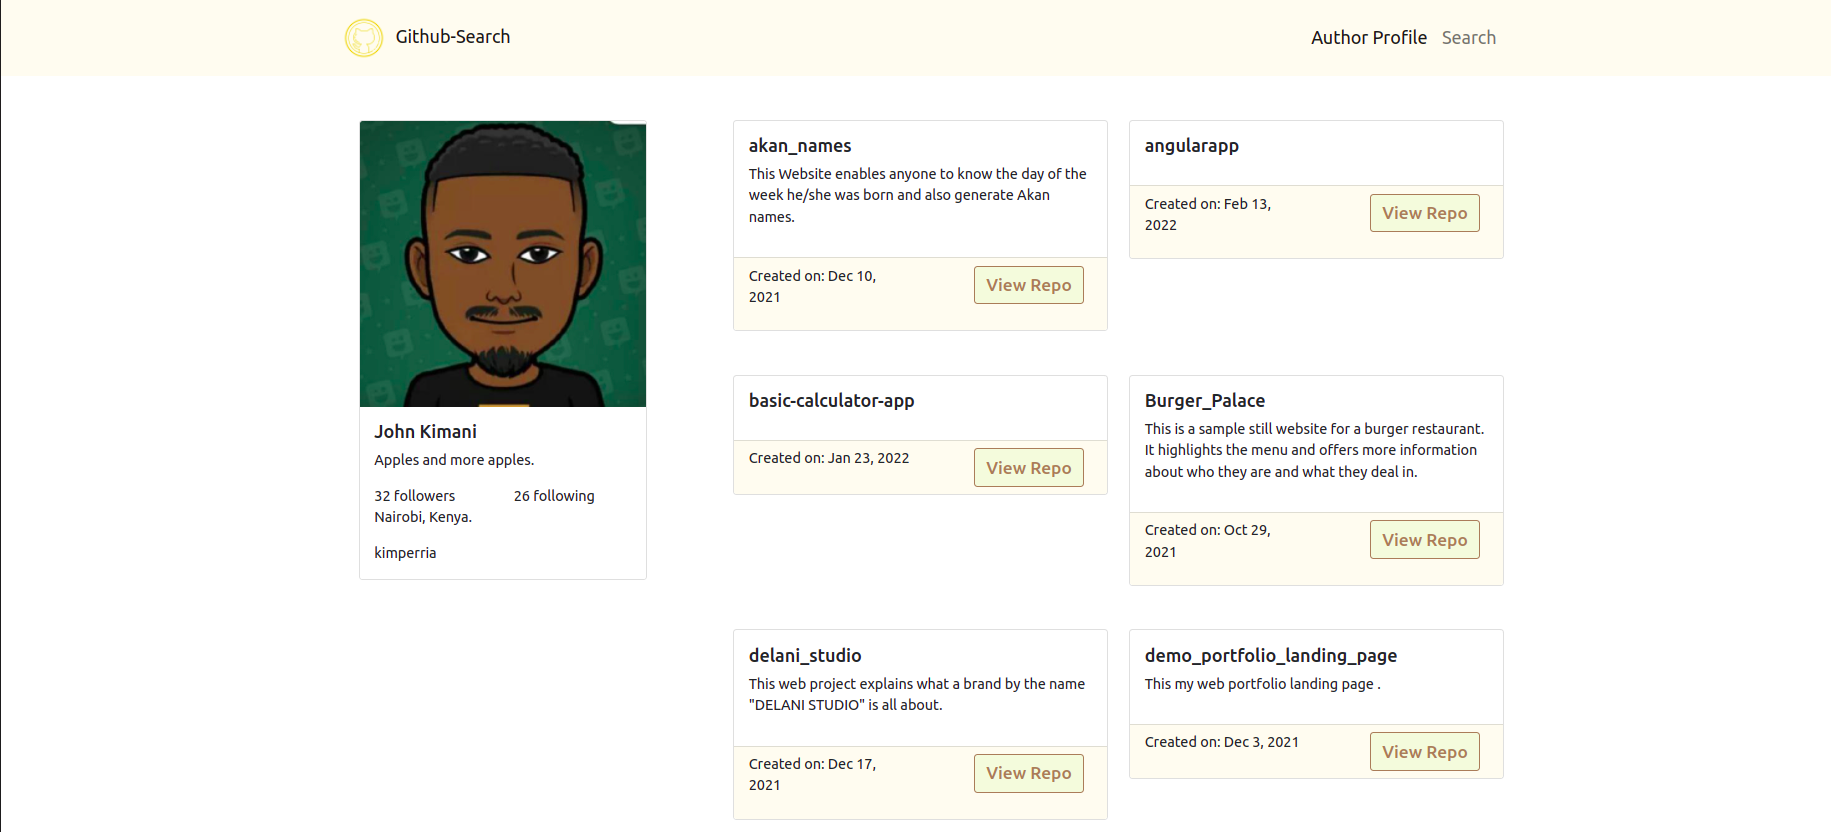 Github-Search
Author Profile Search
John Kimani
Apples and more apples.
32 followers 26 following
Nairobi, Kenya.
kimperria
akan_names
This Website enables anyone to know the day of the
week he/she was born and also generate Akan
names.
Created on: Dec 10,
2021
View Repo
angularapp
Created on: Feb 13,
2022
View Repo
basic-calculator-app
Created on: Jan 23, 2022
View Repo
Burger_Palace
This is a sample still website for a burger restaurant.
It highlights the menu and offers more information
about who they are and what they deal in.
Created on: Oct 29,
2021
View Repo
delani_studio
This web project explains what a brand by the name
"DELANI STUDIO" is all about.
Created on: Dec 17,
2021
View Repo
demo_portfolio_landing_page
This my web portfolio landing page .
Created on: Dec 3, 2021
View Repo